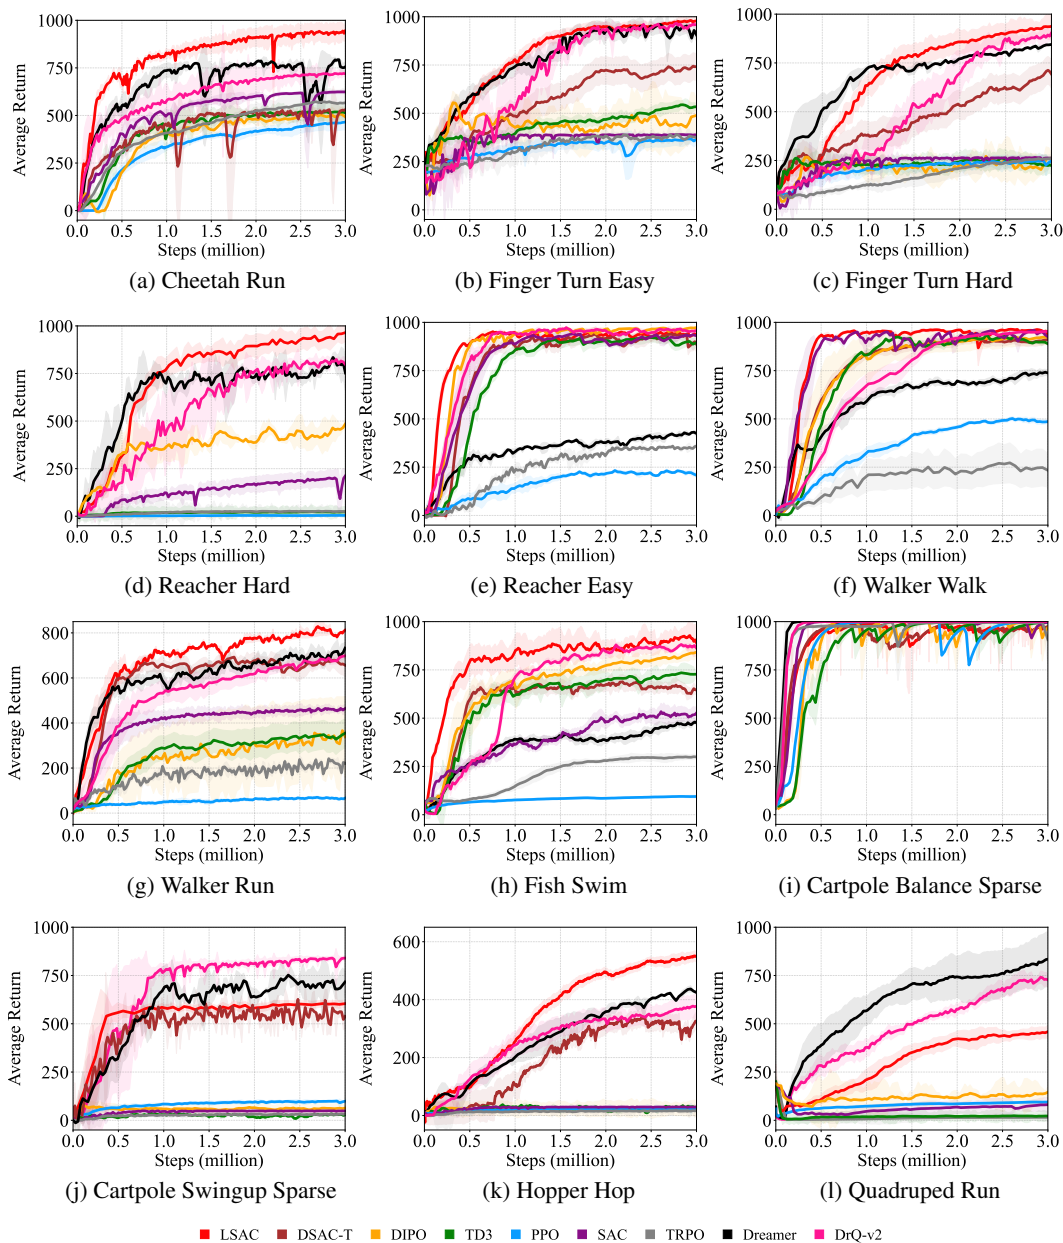 1000
750
500
250
0
Average Return
0.0 0.5 1.0 1.5 2.0 2.5 3.0
Steps (million)
(a) Cheetah Run
1000
750
500
250
0
Average Return
0.0 0.5 1.0 1.5 2.0 2.5 3.0
Steps (million)
(b) Finger Turn Easy
1000
750
500
250
0
Average Return
0.0 0.5 1.0 1.5 2.0 2.5 3.0
Steps (million)
(c) Finger Turn Hard
1000
750
500
250
0
Average Return
0.0 0.5 1.0 1.5 2.0 2.5 3.0
Steps (million)
(d) Reacher Hard
1000
750
500
250
0
Average Return
0.0 0.5 1.0 1.5 2.0 2.5 3.0
Steps (million)
(e) Reacher Easy
1000
750
500
250
0
Average Return
0.0 0.5 1.0 1.5 2.0 2.5 3.0
Steps (million)
(f) Walker Walk
800
600
400
200
0
Average Return
0.0 0.5 1.0 1.5 2.0 2.5 3.0
Steps (million)
(g) Walker Run
1000
750
500
250
0
Average Return
0.0 0.5 1.0 1.5 2.0 2.5 3.0
Steps (million)
(h) Fish Swim
1000
750
500
250
0
Average Return
0.0 0.5 1.0 1.5 2.0 2.5 3.0
Steps (million)
(i) Cartpole Balance Sparse
1000
750
500
250
0
Average Return
0.0 0.5 1.0 1.5 2.0 2.5 3.0
Steps (million)
(j) Cartpole Swingup Sparse
600
400
200
0
Average Return
0.0 0.5 1.0 1.5 2.0 2.5 3.0
Steps (million)
(k) Hopper Hop
1000
750
500
250
0
Average Return
0.0 0.5 1.0 1.5 2.0 2.5 3.0
Steps (million)
(l) Quadruped Run
LSAC DSAC-T DIPO TD3 PPO SAC TRPO Dreamer DrQ-v2